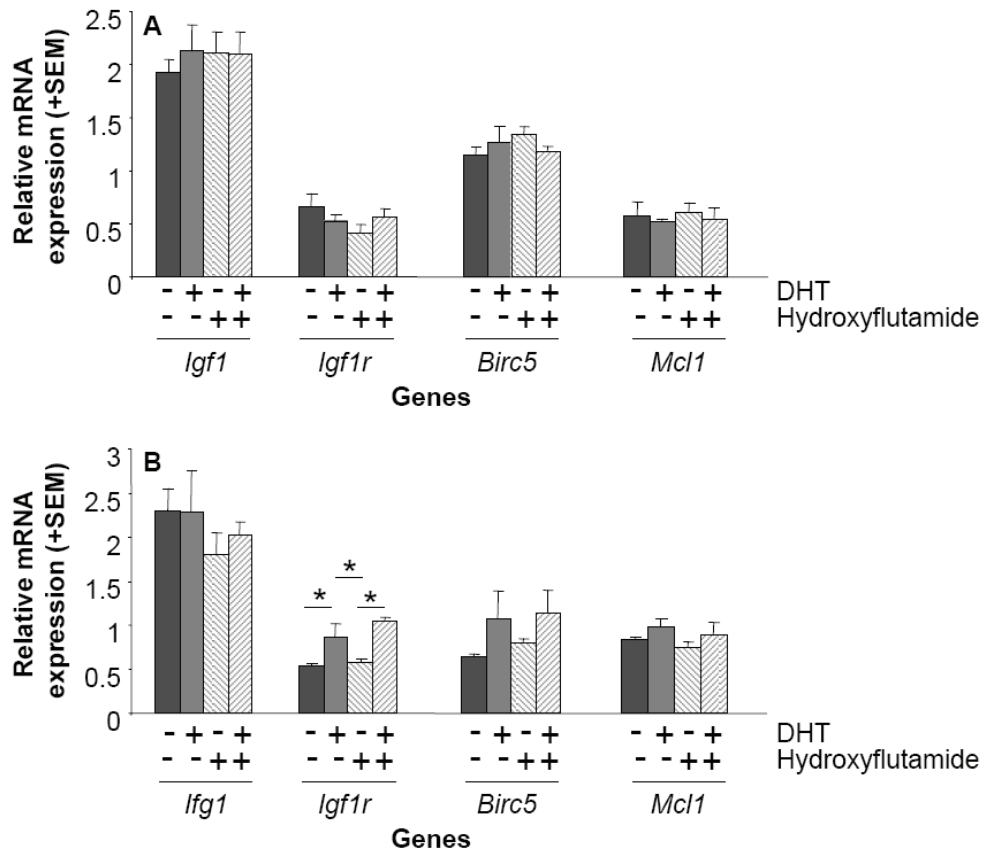 A
Relative mRNA
expression (+SEM)
2.5
2
1.5
1
0.5
0
- + - + - + - + - + - + - + - + DHT
- - + + - - + + - - + + - - + + Hydroxyflutamide
Igf1 Igf1r Birc5 Mcl1
Genes
B
Relative mRNA
expression (+SEM)
3
2.5
2
1.5
1
0.5
0
*
* *
- + - + - + - + - + - + - + - + DHT
- - + + - - + + - - + + - - + + Hydroxyflutamide
Ifg1 Igf1r Birc5 Mcl1
Genes